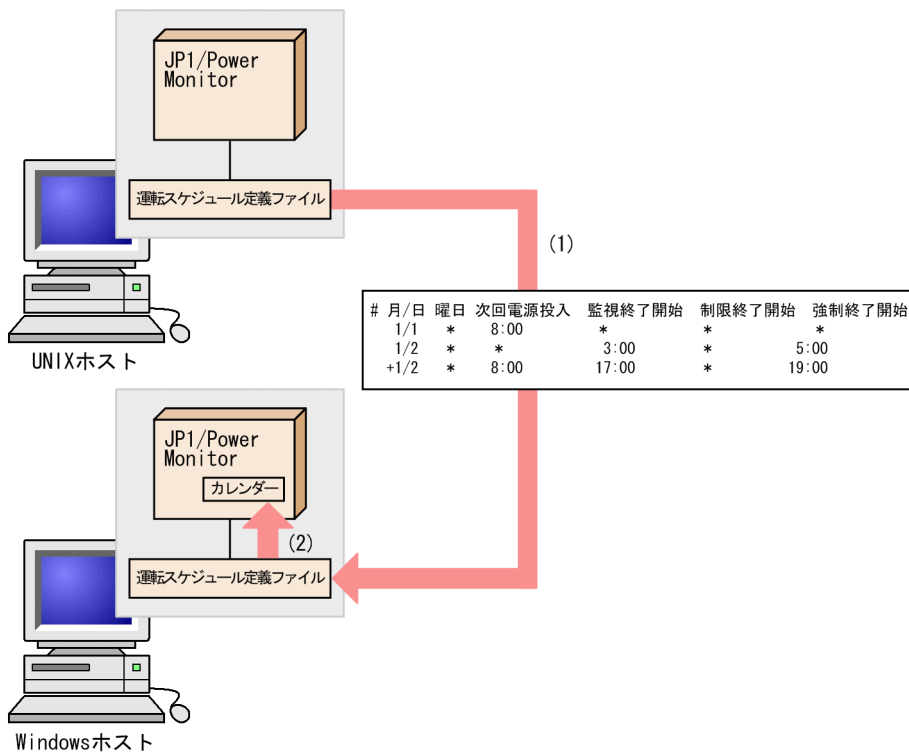 JP1/Power
Monitor
運転スケジュール定義ファイル
UNIXホスト
(1)
# 月/日 曜日 次回電源投入 監視終了開始 制限終了開始 強制終了開始
1/1 * 8:00 * * *
1/2 * * 3:00 * 5:00
+1/2 * 8:00 17:00 * 19:00
JP1/Power
Monitor
カレンダー
(2)
運転スケジュール定義ファイル
Windowsホスト